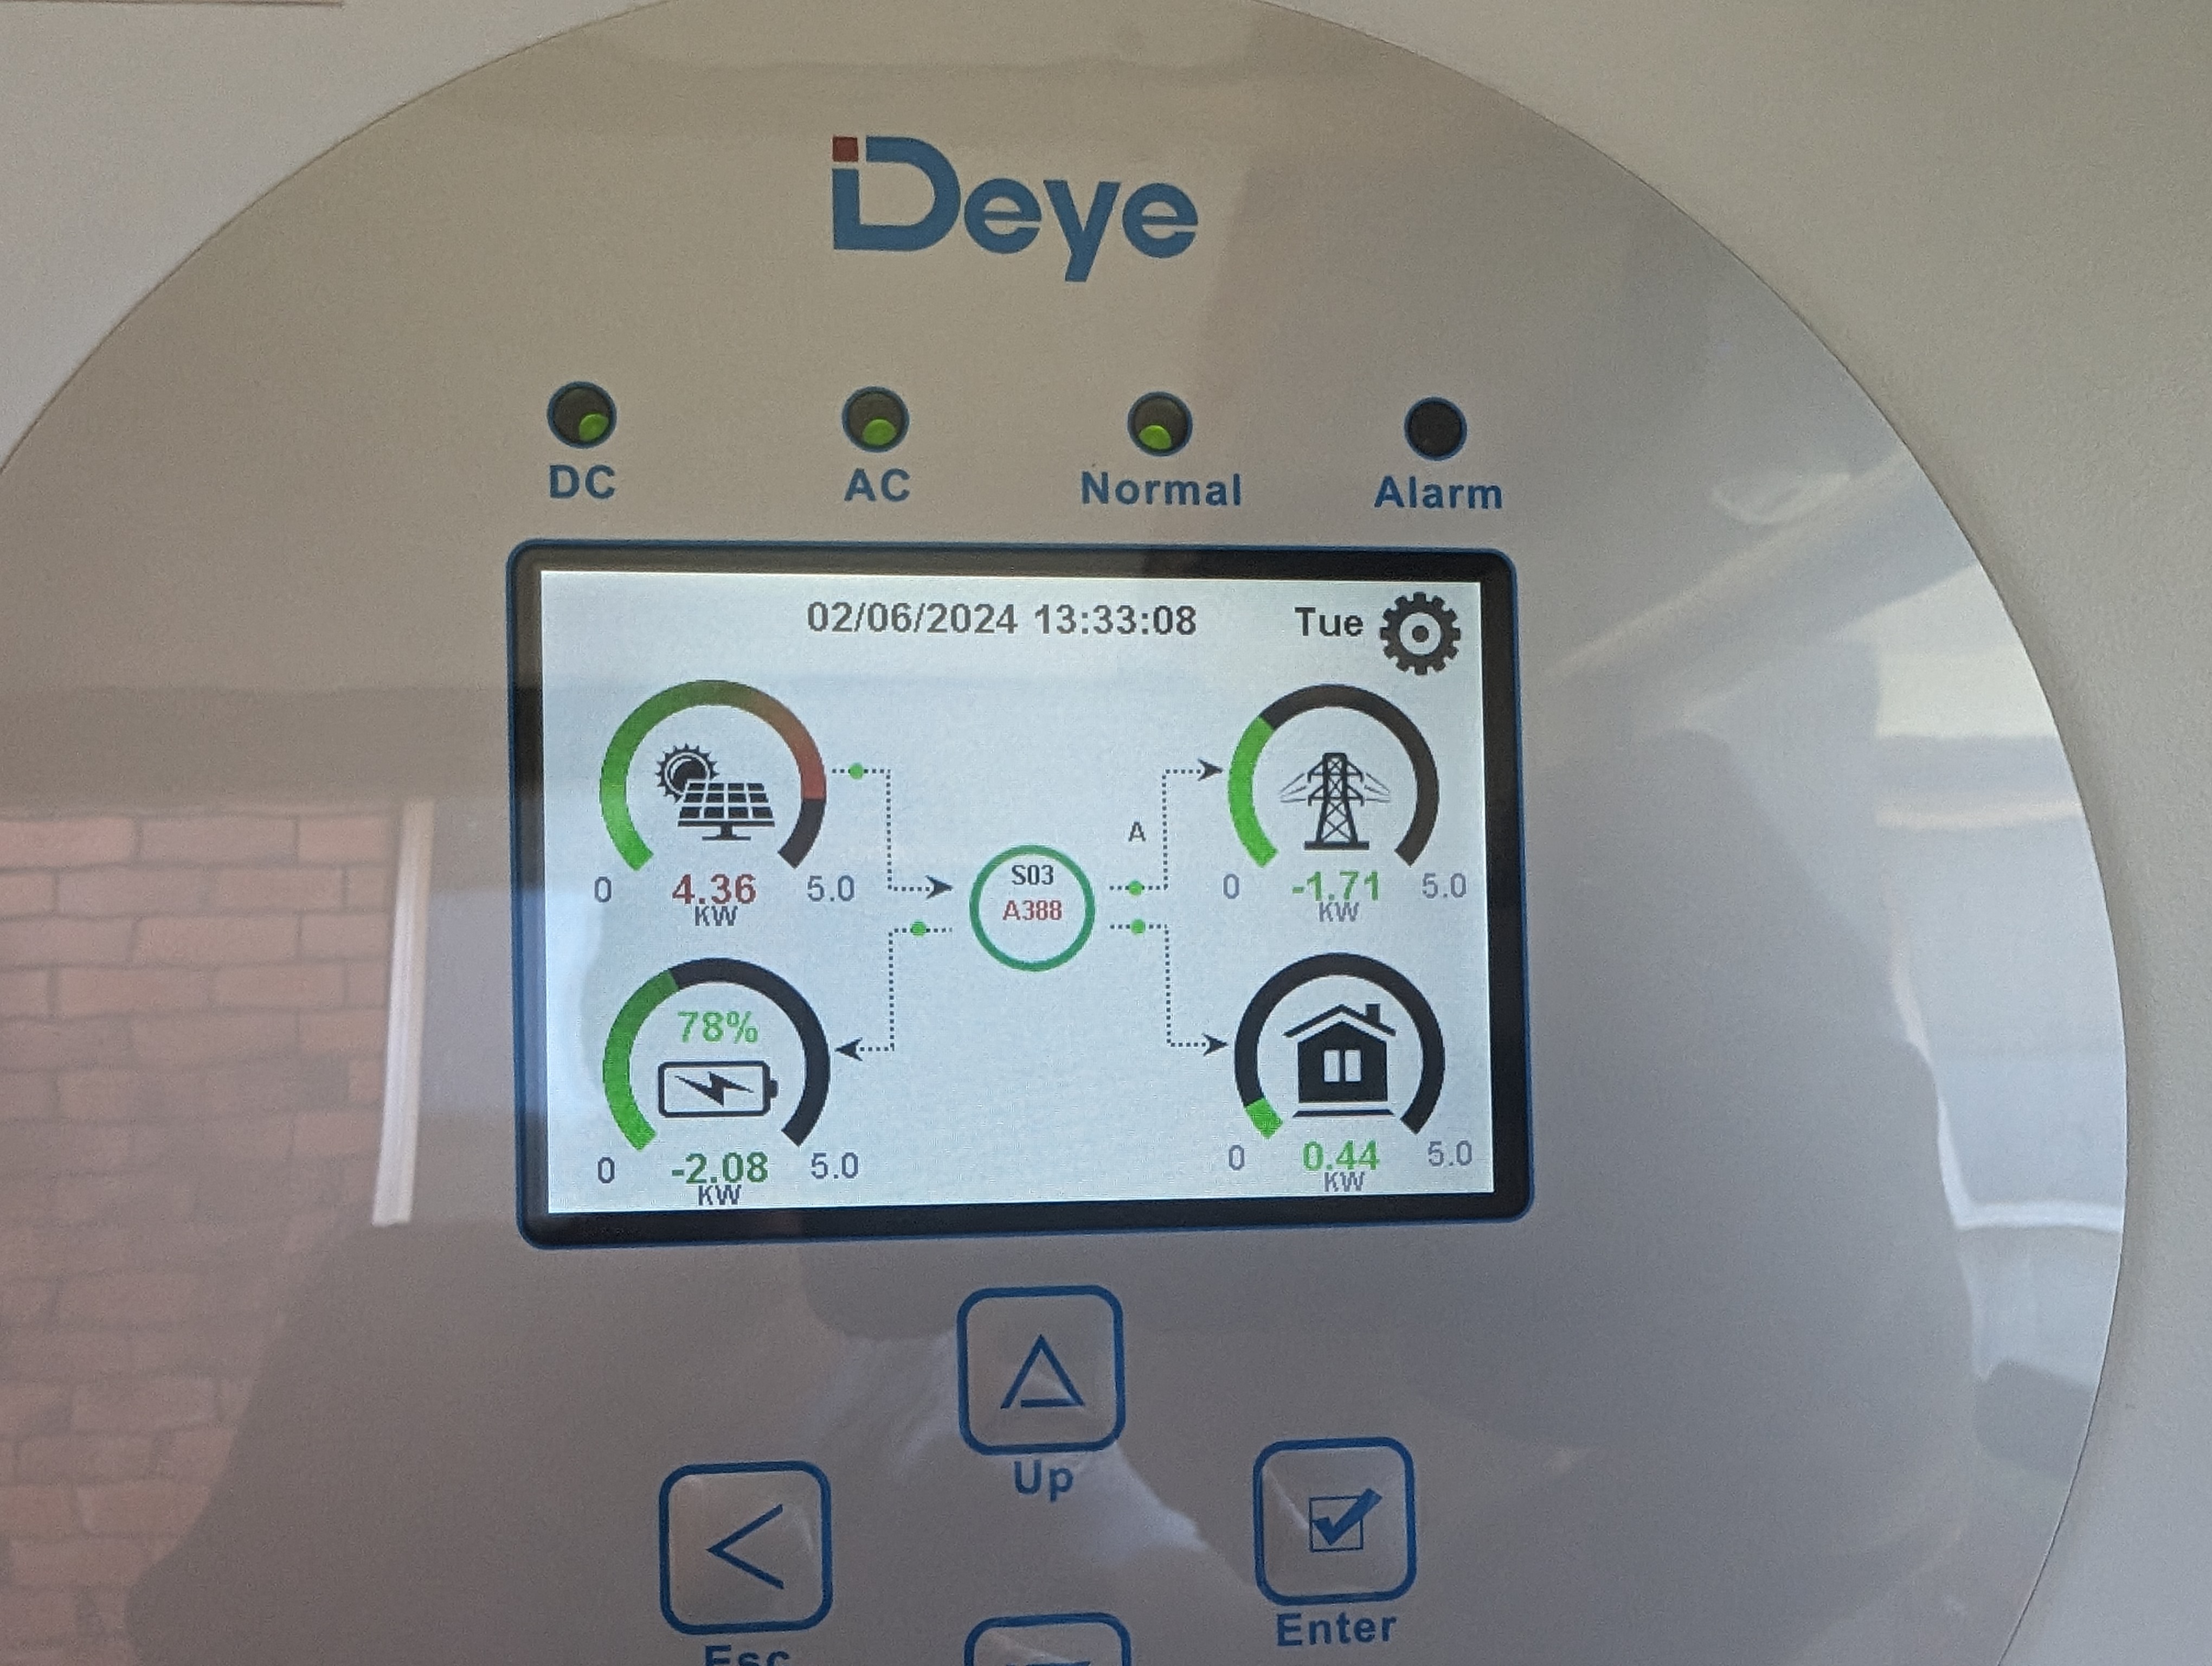 Deye
DC AC Normal Alarm
02/06/2024 13:33:08 Tue
0 4.36 5.0
KW
A
0 -1.71 5.0
KW
S03
A388
78%
0 -2.08 5.0
KW
0 0.44 5.0
KW
Up
Esc
Enter